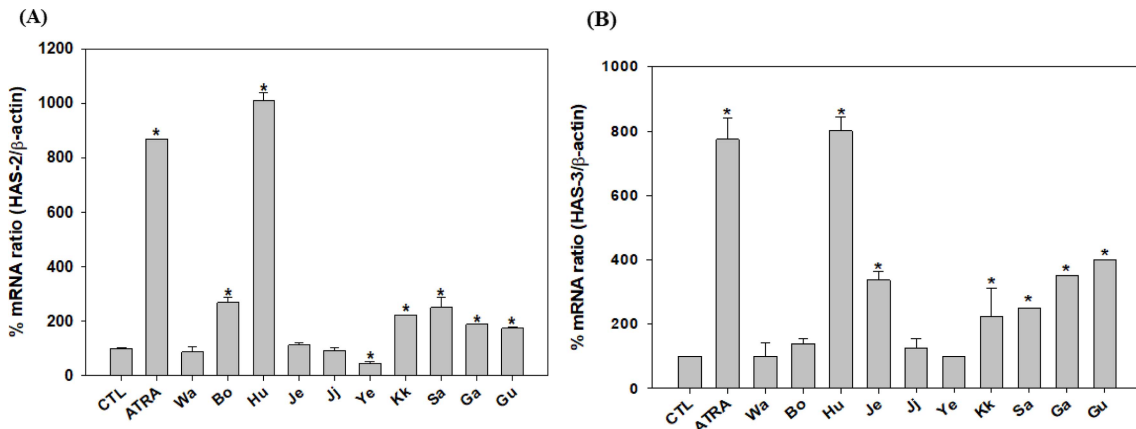 (A)
% mRNA ratio (HAS-2/β-actin)
1200
1000
800
600
400
200
0
* * * * * * * *
CTL ATRA Wa Bo Hu Je Jj Ye Kk Sa Ga Gu
(B)
% mRNA ratio (HAS-3/β-actin)
1000
800
600
400
200
0
* * * * * * *
CTL ATRA Wa Bo Hu Je Jj Ye Kk Sa Ga Gu